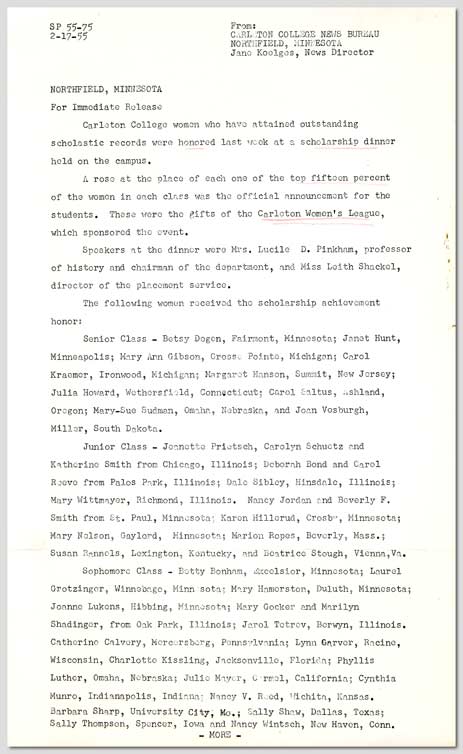 SP 55-75
2-17-55
From:
CARLETON COLLEGE NEWS BUREAU
NORTHFIELD, MINNESOTA
Jane Koelges, News Director
NORTHFIELD, MINNESOTA
For Immediate Release
Carleton College women who have attained outstanding
scholastic records were honored last week at a scholarship dinner
held on the campus.
A rose at the place of each one of the top fifteen percent
of the women in each class was the official announcement for the
students. These were the gifts of the Carleton Women's League,
which sponsored the event.
Speakers at the dinner were Mrs. Lucile D. Pinkham, professor
of history and chairman of the department, and Miss Leith Shackel,
director of the placement service.
The following women received the scholarship achievement
honor:
Senior Class - Betsy Degen, Fairmont, Minnesota; Janet Hunt,
Minneapolis; Mary Ann Gibson, Grosse Pointe, Michigan; Carol
Kraemer, Ironwood, Michigan; Margaret Hanson, Summit, New Jersey;
Julia Howard, Wethersfield, Connecticut; Carol Saltus, Ashland,
Oregon; Mary-Sue Sudman, Omaha, Nebraska, and Joan Vosburgh,
Miller, South Dakota.
Junior Class - Jeanette Prietsch, Carolyn Schuetz and
Katherine Smith from Chicago, Illinois; Deborah Bond and Carol
Reeve from Palos Park, Illinois; Dale Sibley, Hinsdale, Illinois;
Mary Wittmayer, Richmond, Illinois. Nancy Jordan and Beverly F.
Smith from St. Paul, Minnesota; Karen Hillerud, Crosby, Minnesota;
Mary Nelson, Gaylord, Minnesota; Marion Ropes, Beverly, Mass.;
Susan Rannels, Lexington, Kentucky, and Beatrice Steugh, Vienna,Va.
Sophomore Class - Betty Benham, Excelsior, Minnesota; Laurel
Grotzinger, Winnebago, Minnesota; Mary Hamerston, Duluth, Minnesota;
Joanne Lukens, Hibbing, Minnesota; Mary Gecker and Marilyn
Shadinger, from Oak Park, Illinois; Jarol Tetrev, Berwyn, Illinois.
Catherine Calvery, Mercersberg, Pennsylvania; Lynn Garver, Racine,
Wisconsin, Charlotte Kissling, Jacksonville, Florida; Phyllis
Luther, Omaha, Nebraska; Julie Mayer, Carmel, California; Cynthia
Munro, Indianapolis, Indiana; Nancy V. Reed, Wichita, Kansas.
Barbara Sharp, University City, Mo.; Sally Shaw, Dallas, Texas;
Sally Thompson, Spencer, Iowa and Nancy Wintsch, New Haven, Conn.
- MORE -